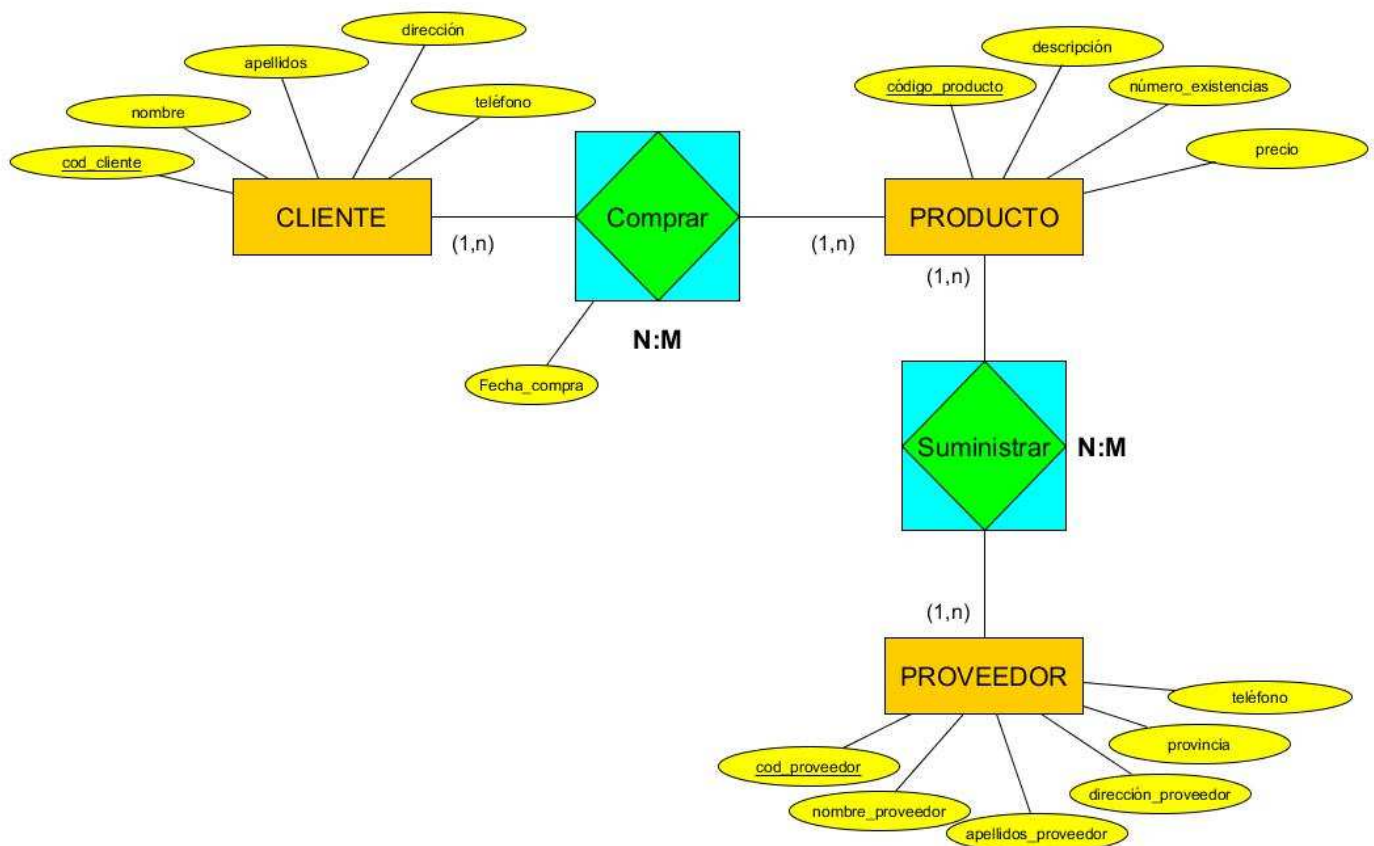 dirección
apellidos
nombre
teléfono
cod_cliente
CLIENTE
(1,n)
Comprar
N:M
Fecha_compra
(1,n)
descripción
código_producto
número_existencias
precio
PRODUCTO
(1,n)
Suministrar
N:M
(1,n)
PROVEEDOR
teléfono
provincia
cod_proveedor
dirección_proveedor
nombre_proveedor
apellidos_proveedor